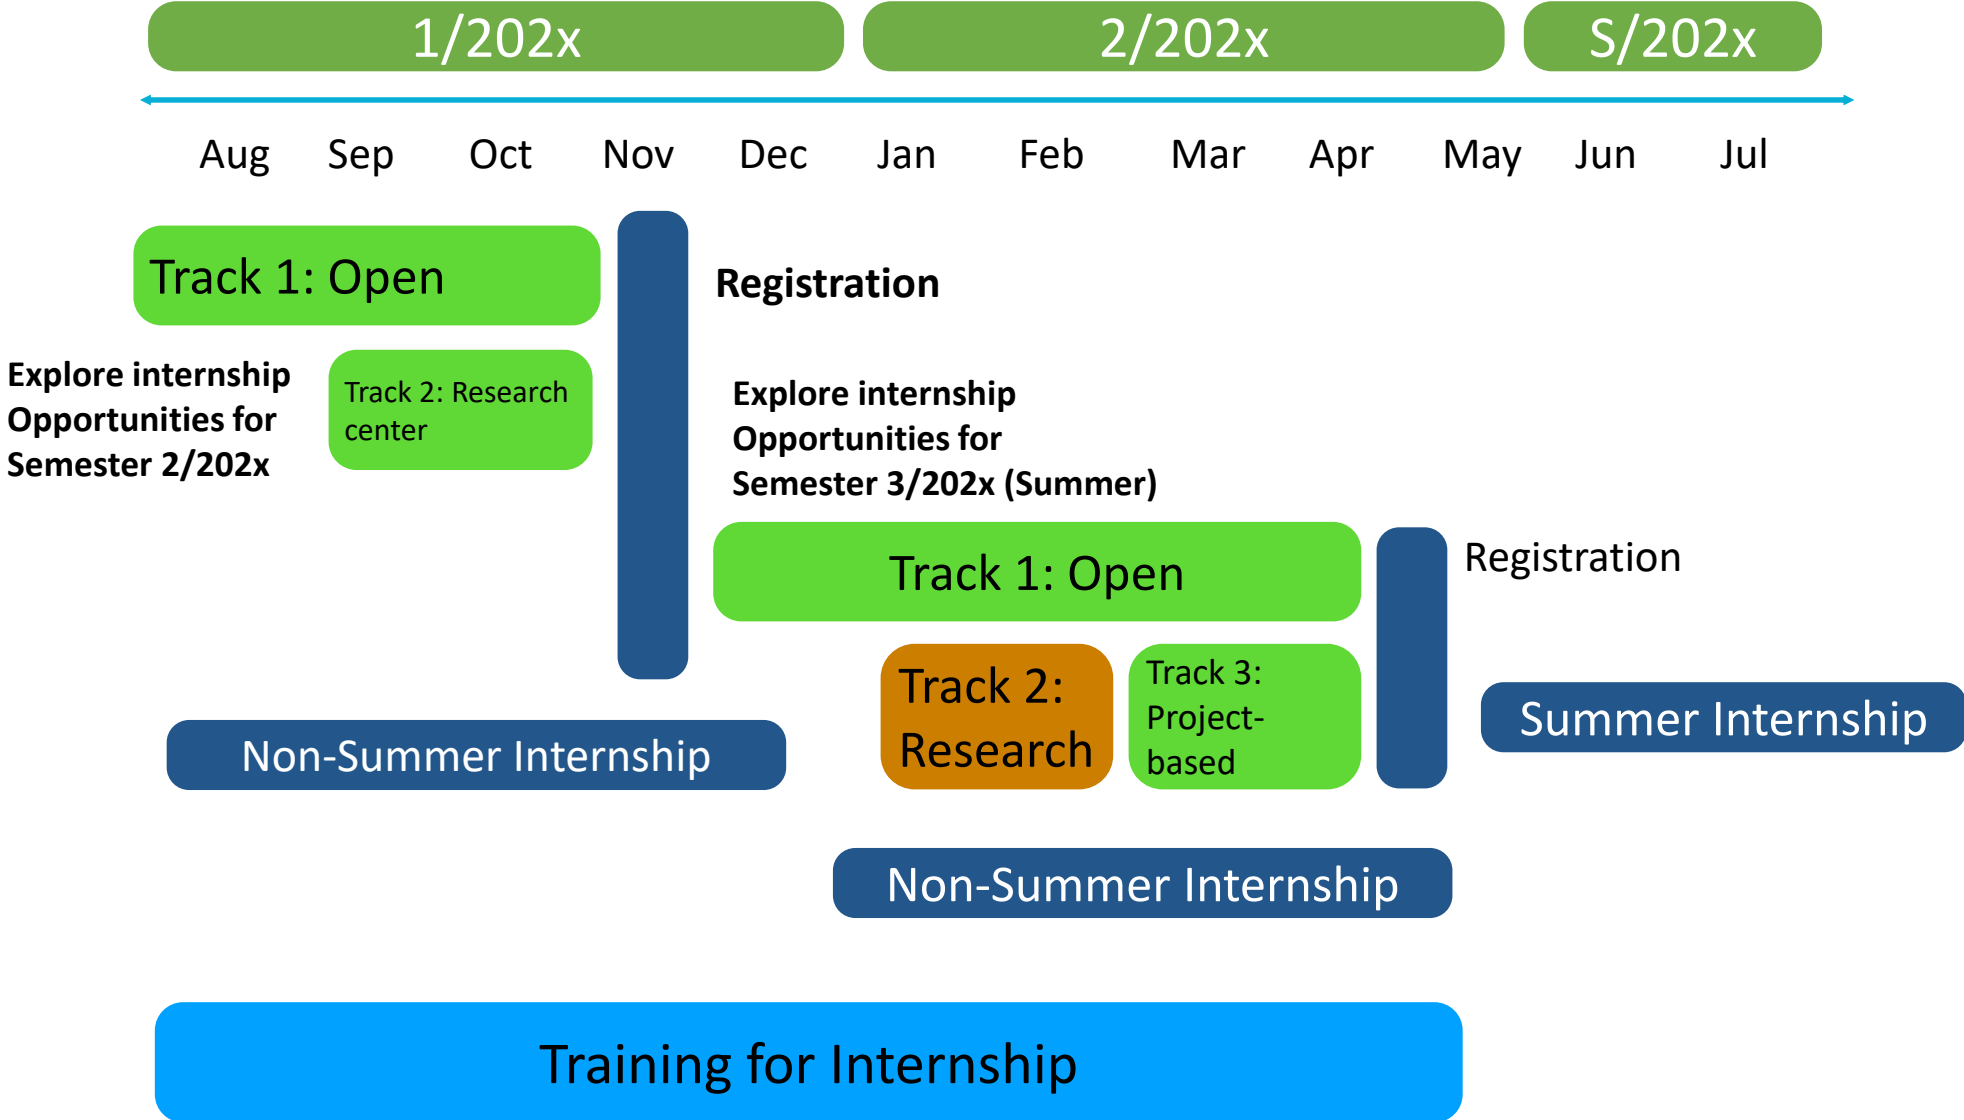 1/202x
2/202x
S/202x
Aug Sep Oct Nov Dec Jan Feb Mar Apr May Jun Jul
Track 1: Open
Registration
Explore internship
Opportunities for
Semester 2/202x
Track 2: Research
center
Explore internship
Opportunities for
Semester 3/202x (Summer)
Track 1: Open
Registration
Track 2:
Research
Track 3:
Project-
based
Summer Internship
Non-Summer Internship
Non-Summer Internship
Training for Internship